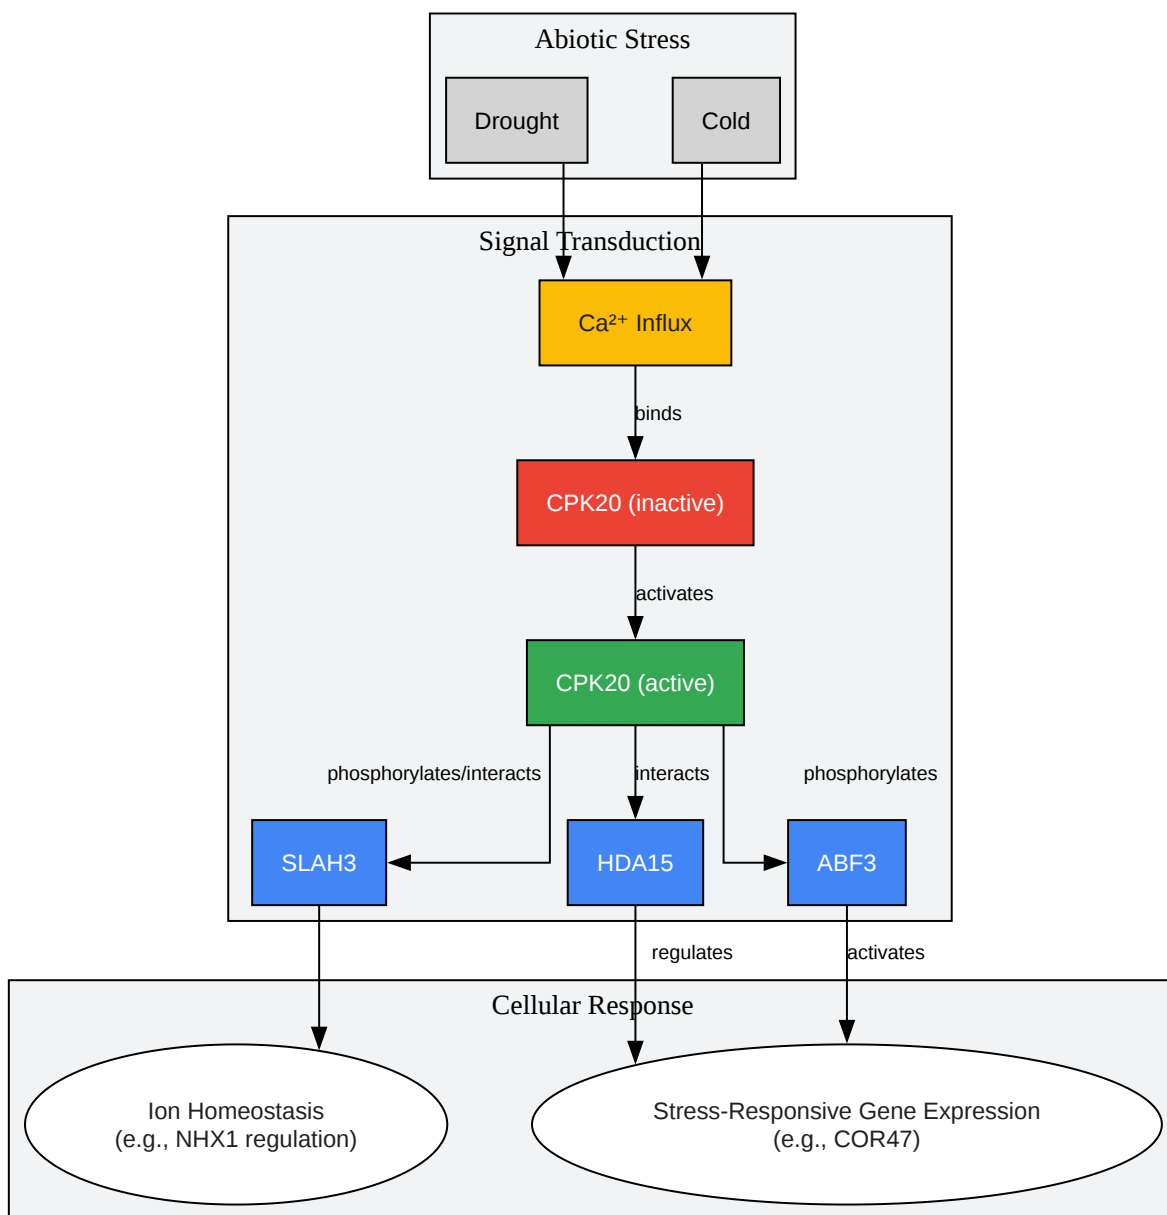 Abiotic Stress
Drought
Cold
Signal Transduction
Ca²⁺ Influx
binds
CPK20 (inactive)
activates
CPK20 (active)
phosphorylates/interacts
interacts
phosphorylates
SLAH3
HDA15
ABF3
regulates
activates
Cellular Response
Ion Homeostasis
(e.g., NHX1 regulation)
Stress-Responsive Gene Expression
(e.g., COR47)